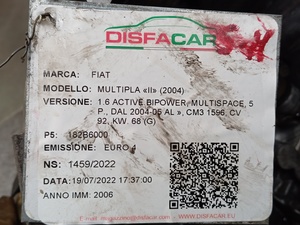 DISFACAR
S-H
MARCA: FIAT
MODELLO: MULTIPLA «II» (2004)
VERSIONE: 1.6 ACTIVE BIPOWER, MULTISPACE, 5
P., DAL 2004-05 AL », CM3 1596, CV
92, KW. 68 (G)
P5: 182B6000
EMISSIONE: EURO 4
NS: 1459/2022
DATA: 19/07/2022 17:37:00
ANNO IMM: 2006
WWW.DISFACAR.EU